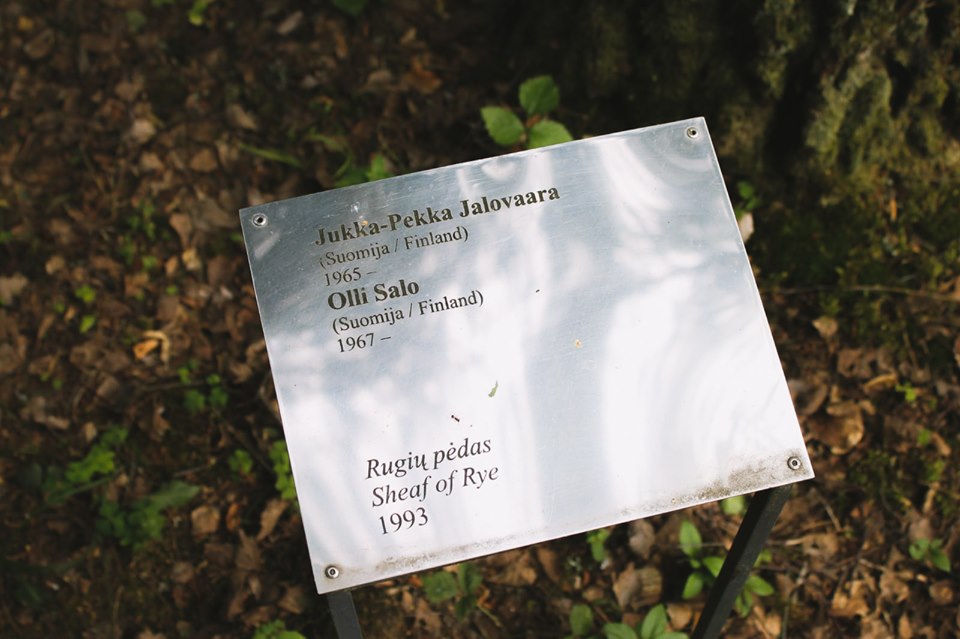 Jukka-Pekka Jalovaara
(Suomija / Finland)
1965 –
Olli Salo
(Suomija / Finland)
1967 –
Rugių pėdas
Sheaf of Rye
1993